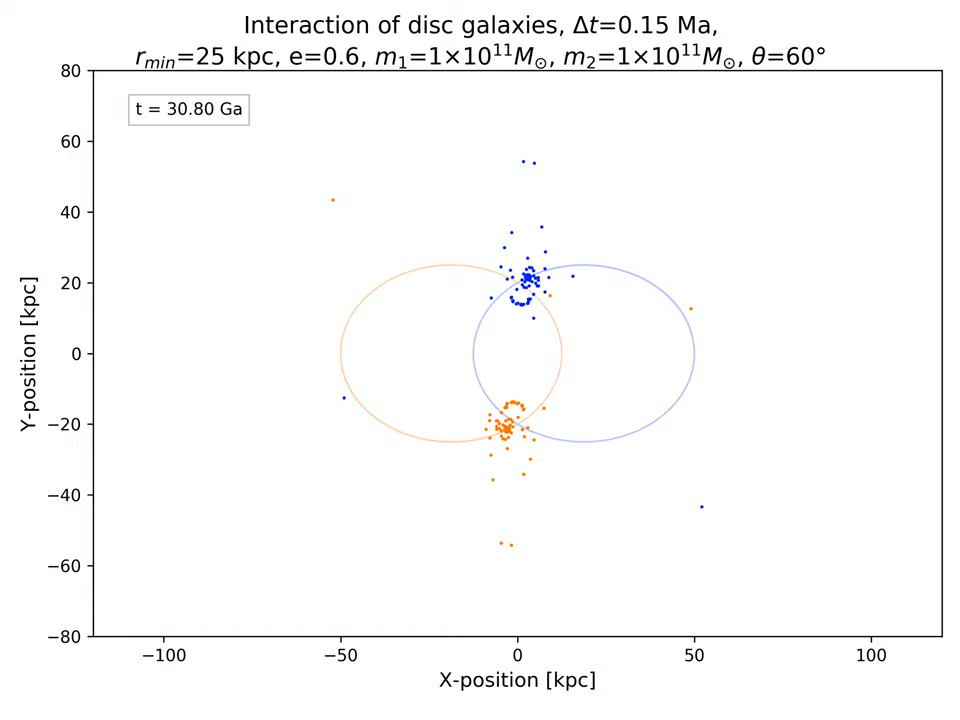 Interaction of disc galaxies, Δt=0.15 Ma,
r_min=25 kpc, e=0.6, m₁=1×10¹¹M☉, m₂=1×10¹¹M☉, θ=60°
t = 30.80 Ga
80
60
40
20
0
−20
−40
−60
−80
Y-position [kpc]
−100 −50 0 50 100
X-position [kpc]